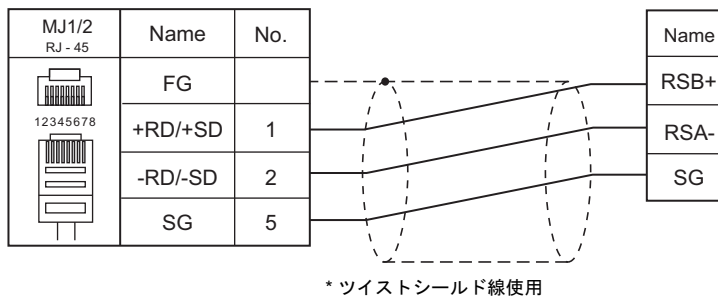 MJ1/2 Name No.
RJ - 45
FG
12345678
+RD/+SD 1
-RD/-SD 2
SG 5
Name
RSB+
RSA-
SG
* ツイストシールド線使用